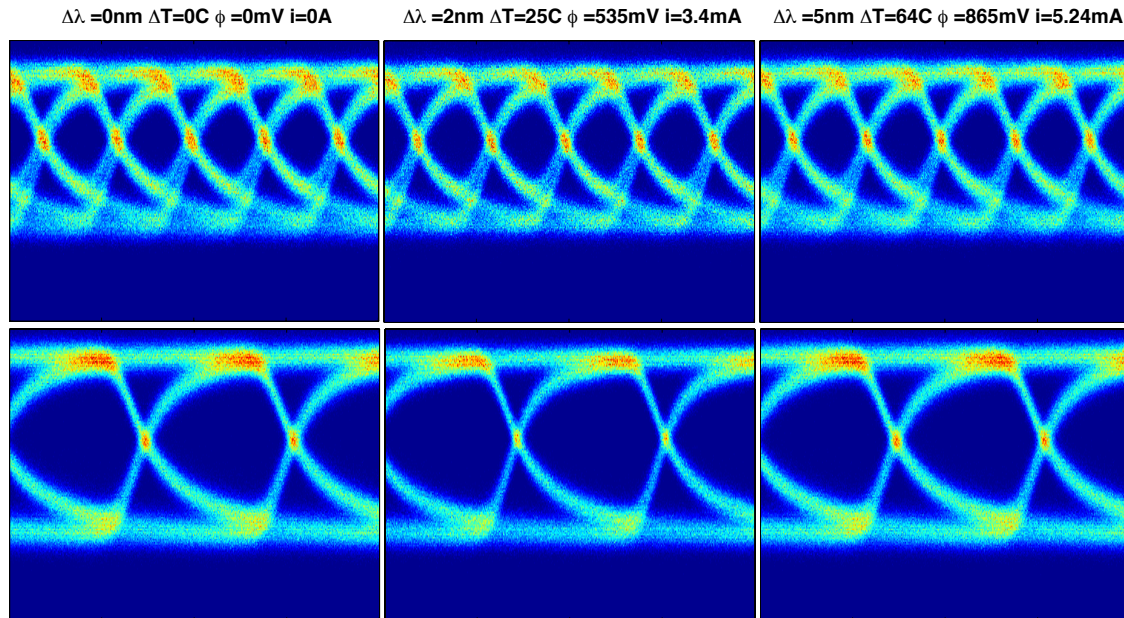 Δλ =0nm ΔT=0C ϕ =0mV i=0A
Δλ =2nm ΔT=25C ϕ =535mV i=3.4mA
Δλ =5nm ΔT=64C ϕ =865mV i=5.24mA